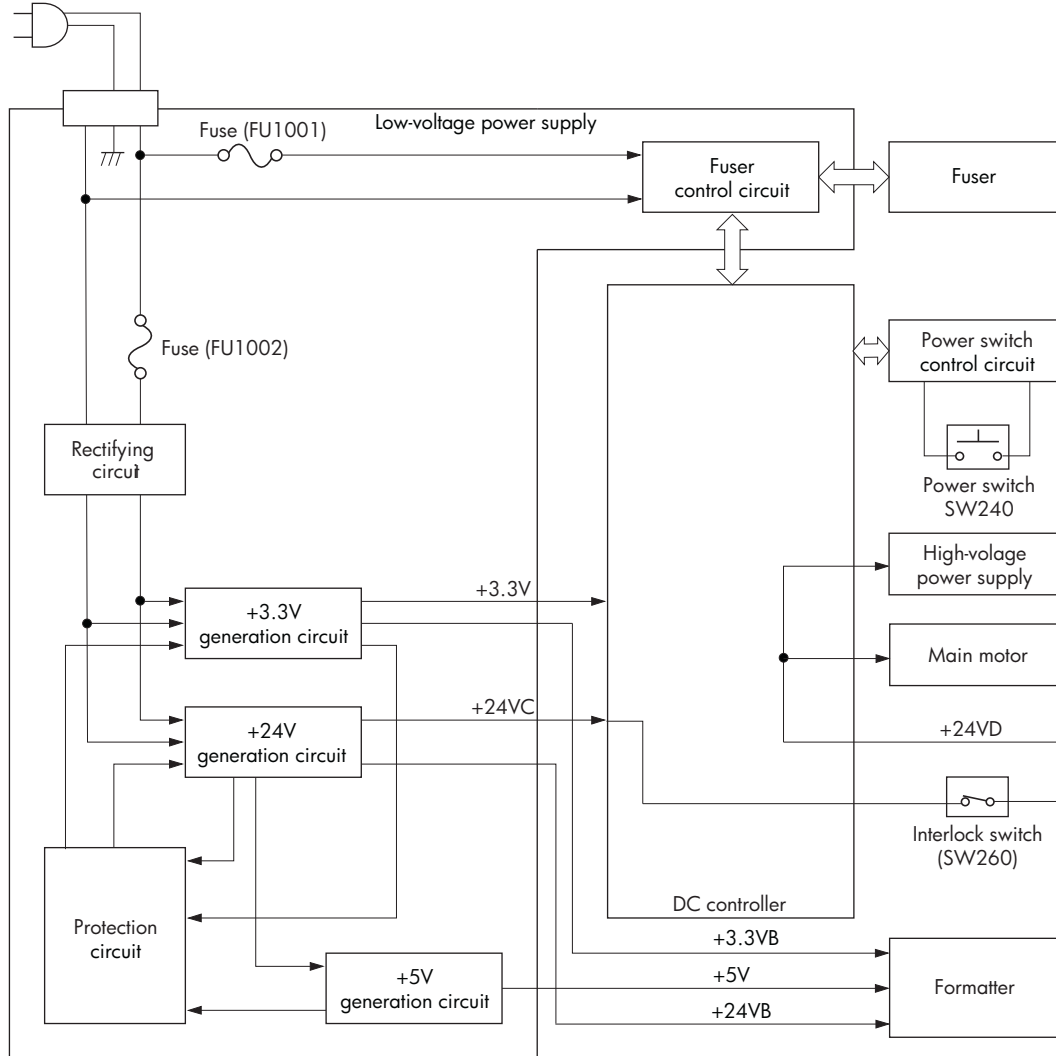 Low-voltage power supply
Fuse (FU1001)
Fuser
control circuit
Fuser
Fuse (FU1002)
Power switch
control circuit
Rectifying
circuit
Power switch
SW240
High-volage
power supply
+3.3V
+3.3V
generation circuit
Main motor
+24VC
+24V
generation circuit
+24VD
Interlock switch
(SW260)
DC controller
Protection
circuit
+3.3VB
+5V
generation circuit
+5V
Formatter
+24VB